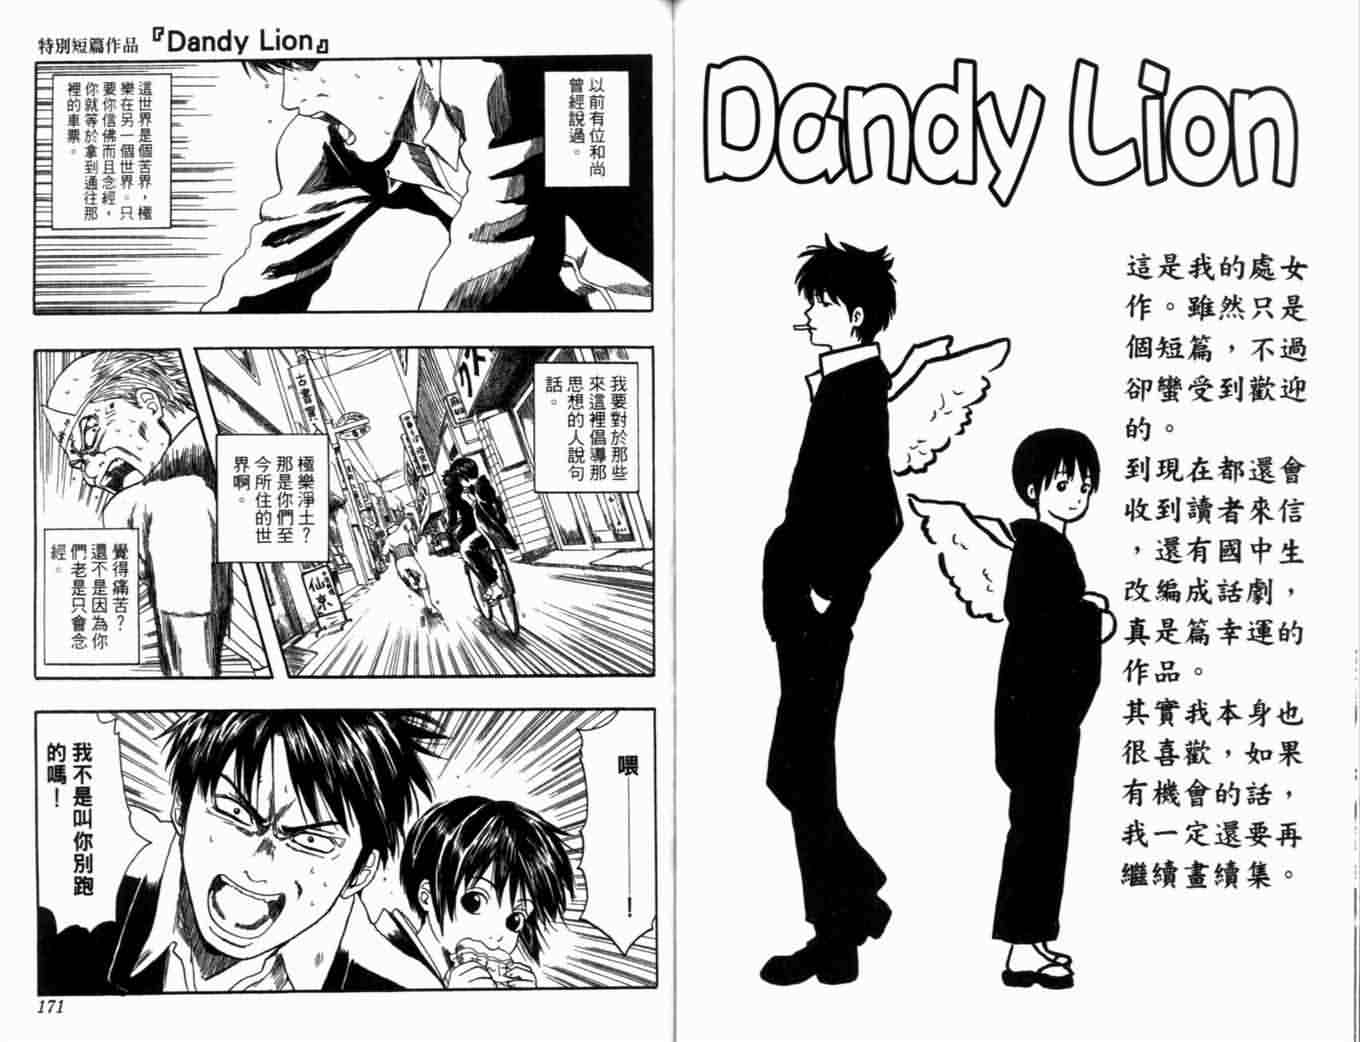 Dandy Lion
這是我的處女
作。雖然只是
個短篇，不過
卻蠻受到歡迎
的。
到現在都還會
收到讀者來信
，還有國中生
改編成話劇，
真是篇幸運的
作品。
其實我本身也
很喜歡，如果
有機會的話，
我一定還要再
繼續畫續集。
特別短篇作品『Dandy Lion』
以前有位和尚
曾經說過。
這世界是個苦界，極
樂在另一個世界。只
要你信佛而且念經，
你就等於拿到通往那
裡的車票。
我要對於那些
來這裡倡導那
思想的人說句
話。
極樂淨土？
那是你們至
今所住的世
界啊。
古書買
仙京
覺得痛苦？
還不是因為你
們老是只會念
經。
喂——！
我不是叫你別跑
的嗎！
171